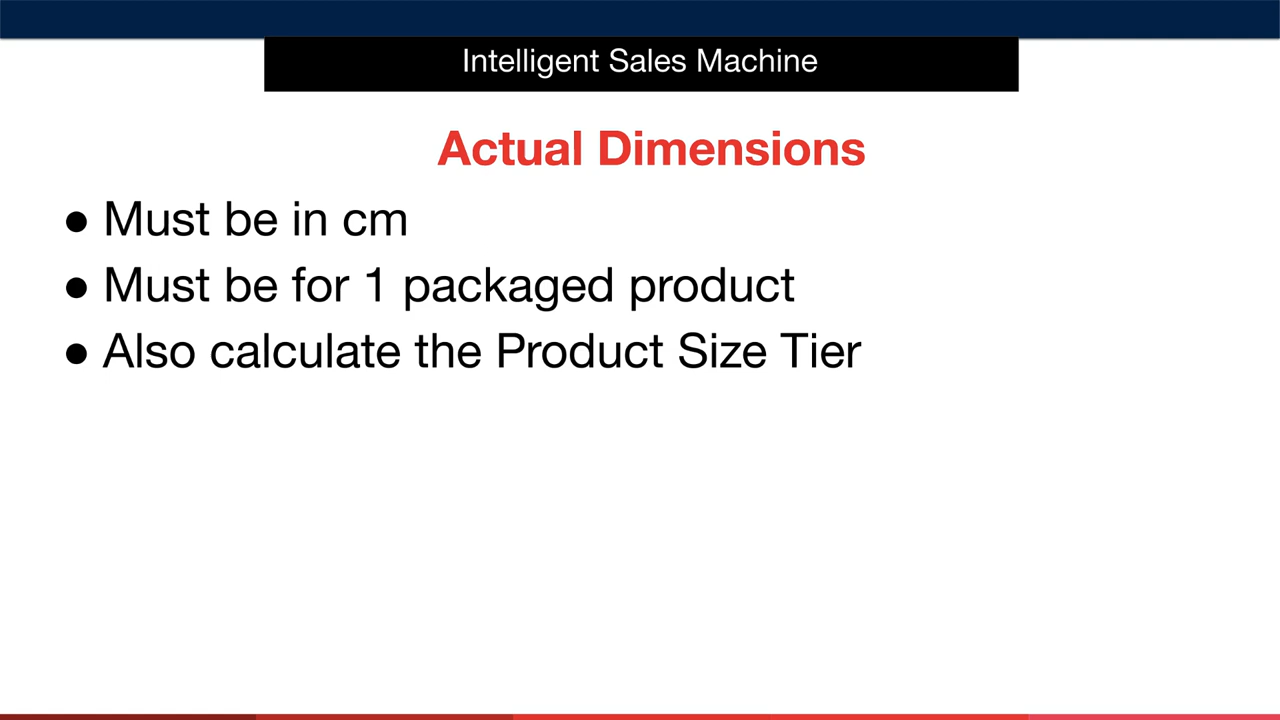 Intelligent Sales Machine
Actual Dimensions
● Must be in cm
● Must be for 1 packaged product
● Also calculate the Product Size Tier